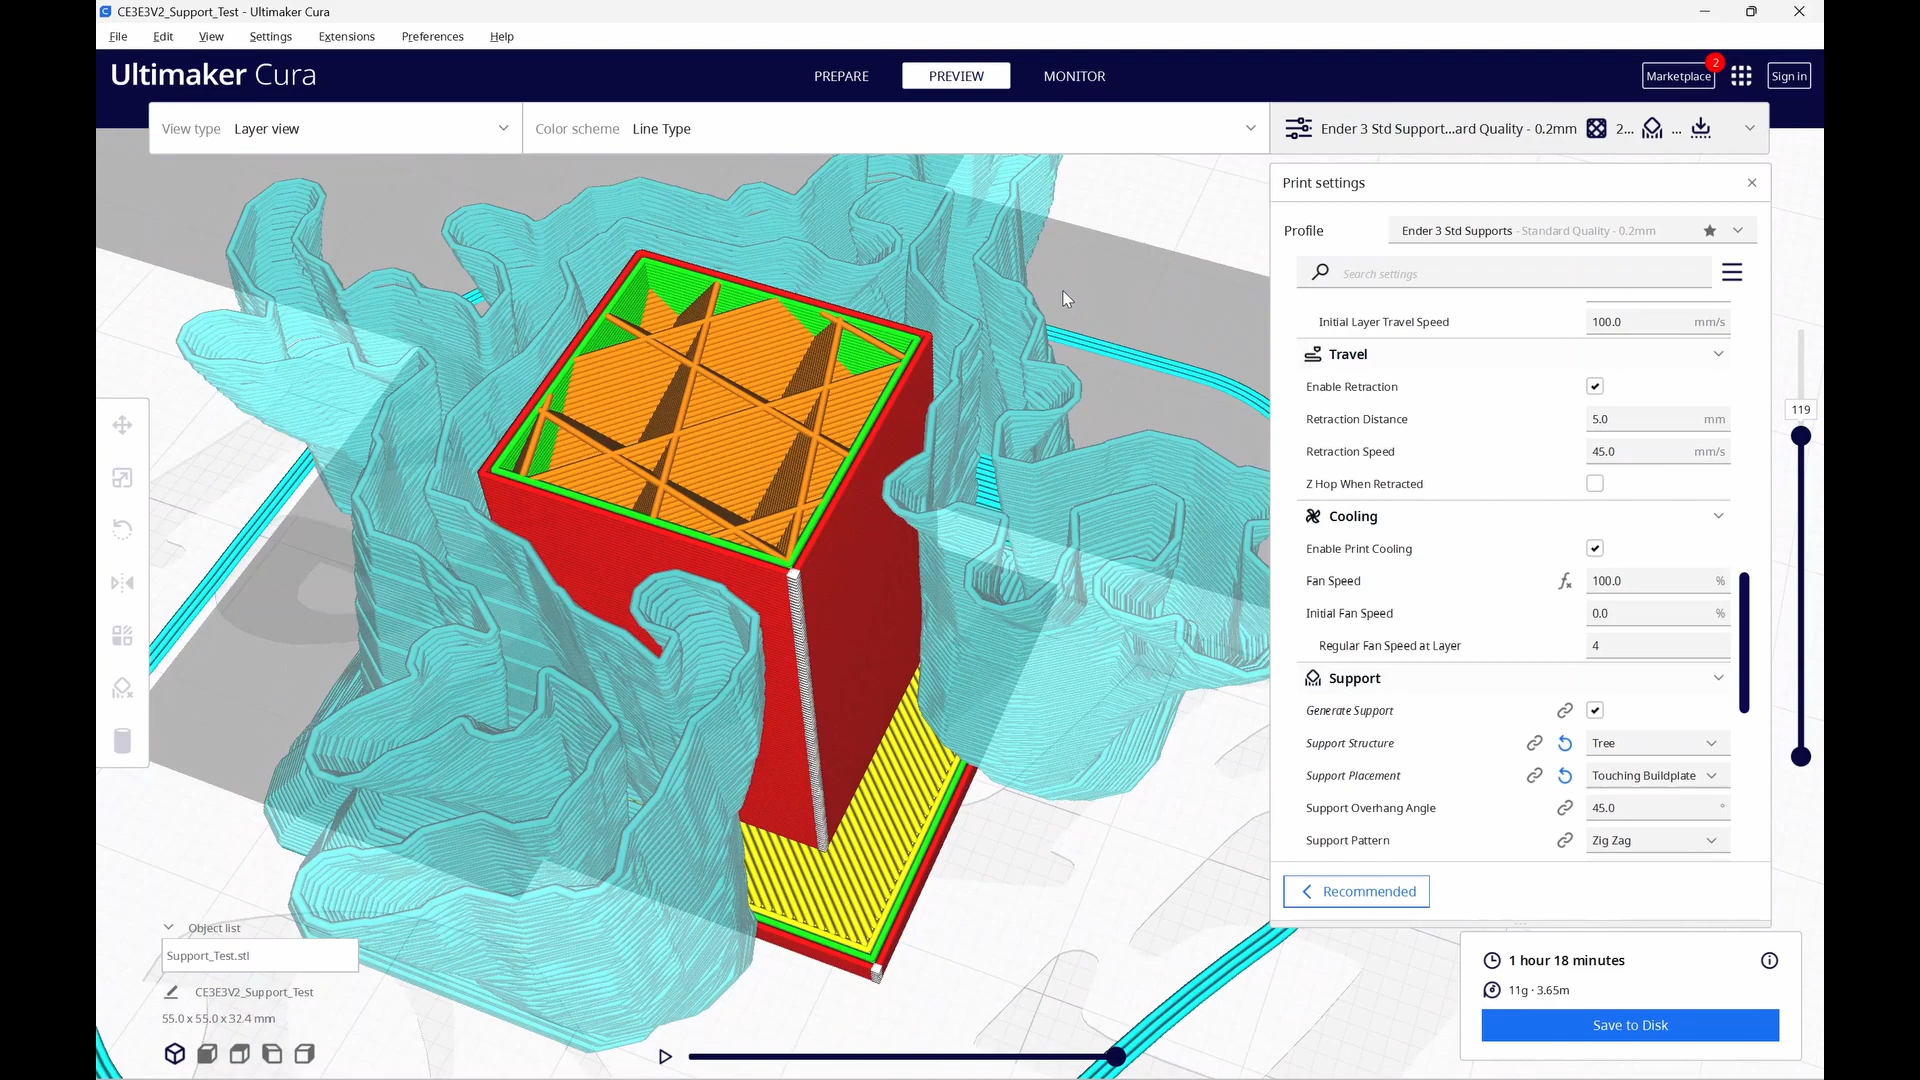 CE3E3V2_Support_Test - Ultimaker Cura
File Edit View Settings Extensions Preferences Help
Ultimaker Cura
PREPARE PREVIEW MONITOR
Marketplace 2 Sign in
View type Layer view
Color scheme Line Type
Ender 3 Std Support...ard Quality - 0.2mm 2... ...
Print settings
Profile Ender 3 Std Supports - Standard Quality - 0.2mm
Search settings
Initial Layer Travel Speed 100.0 mm/s
Travel
Enable Retraction
Retraction Distance 5.0 mm
Retraction Speed 45.0 mm/s
Z Hop When Retracted
Cooling
Enable Print Cooling
Fan Speed fx 100.0 %
Initial Fan Speed 0.0 %
Regular Fan Speed at Layer 4
Support
Generate Support
Support Structure Tree
Support Placement Touching Buildplate
Support Overhang Angle 45.0 °
Support Pattern Zig Zag
Recommended
119
Object list
Support_Test.stl
CE3E3V2_Support_Test
55.0 x 55.0 x 32.4 mm
1 hour 18 minutes
11g · 3.65m
Save to Disk